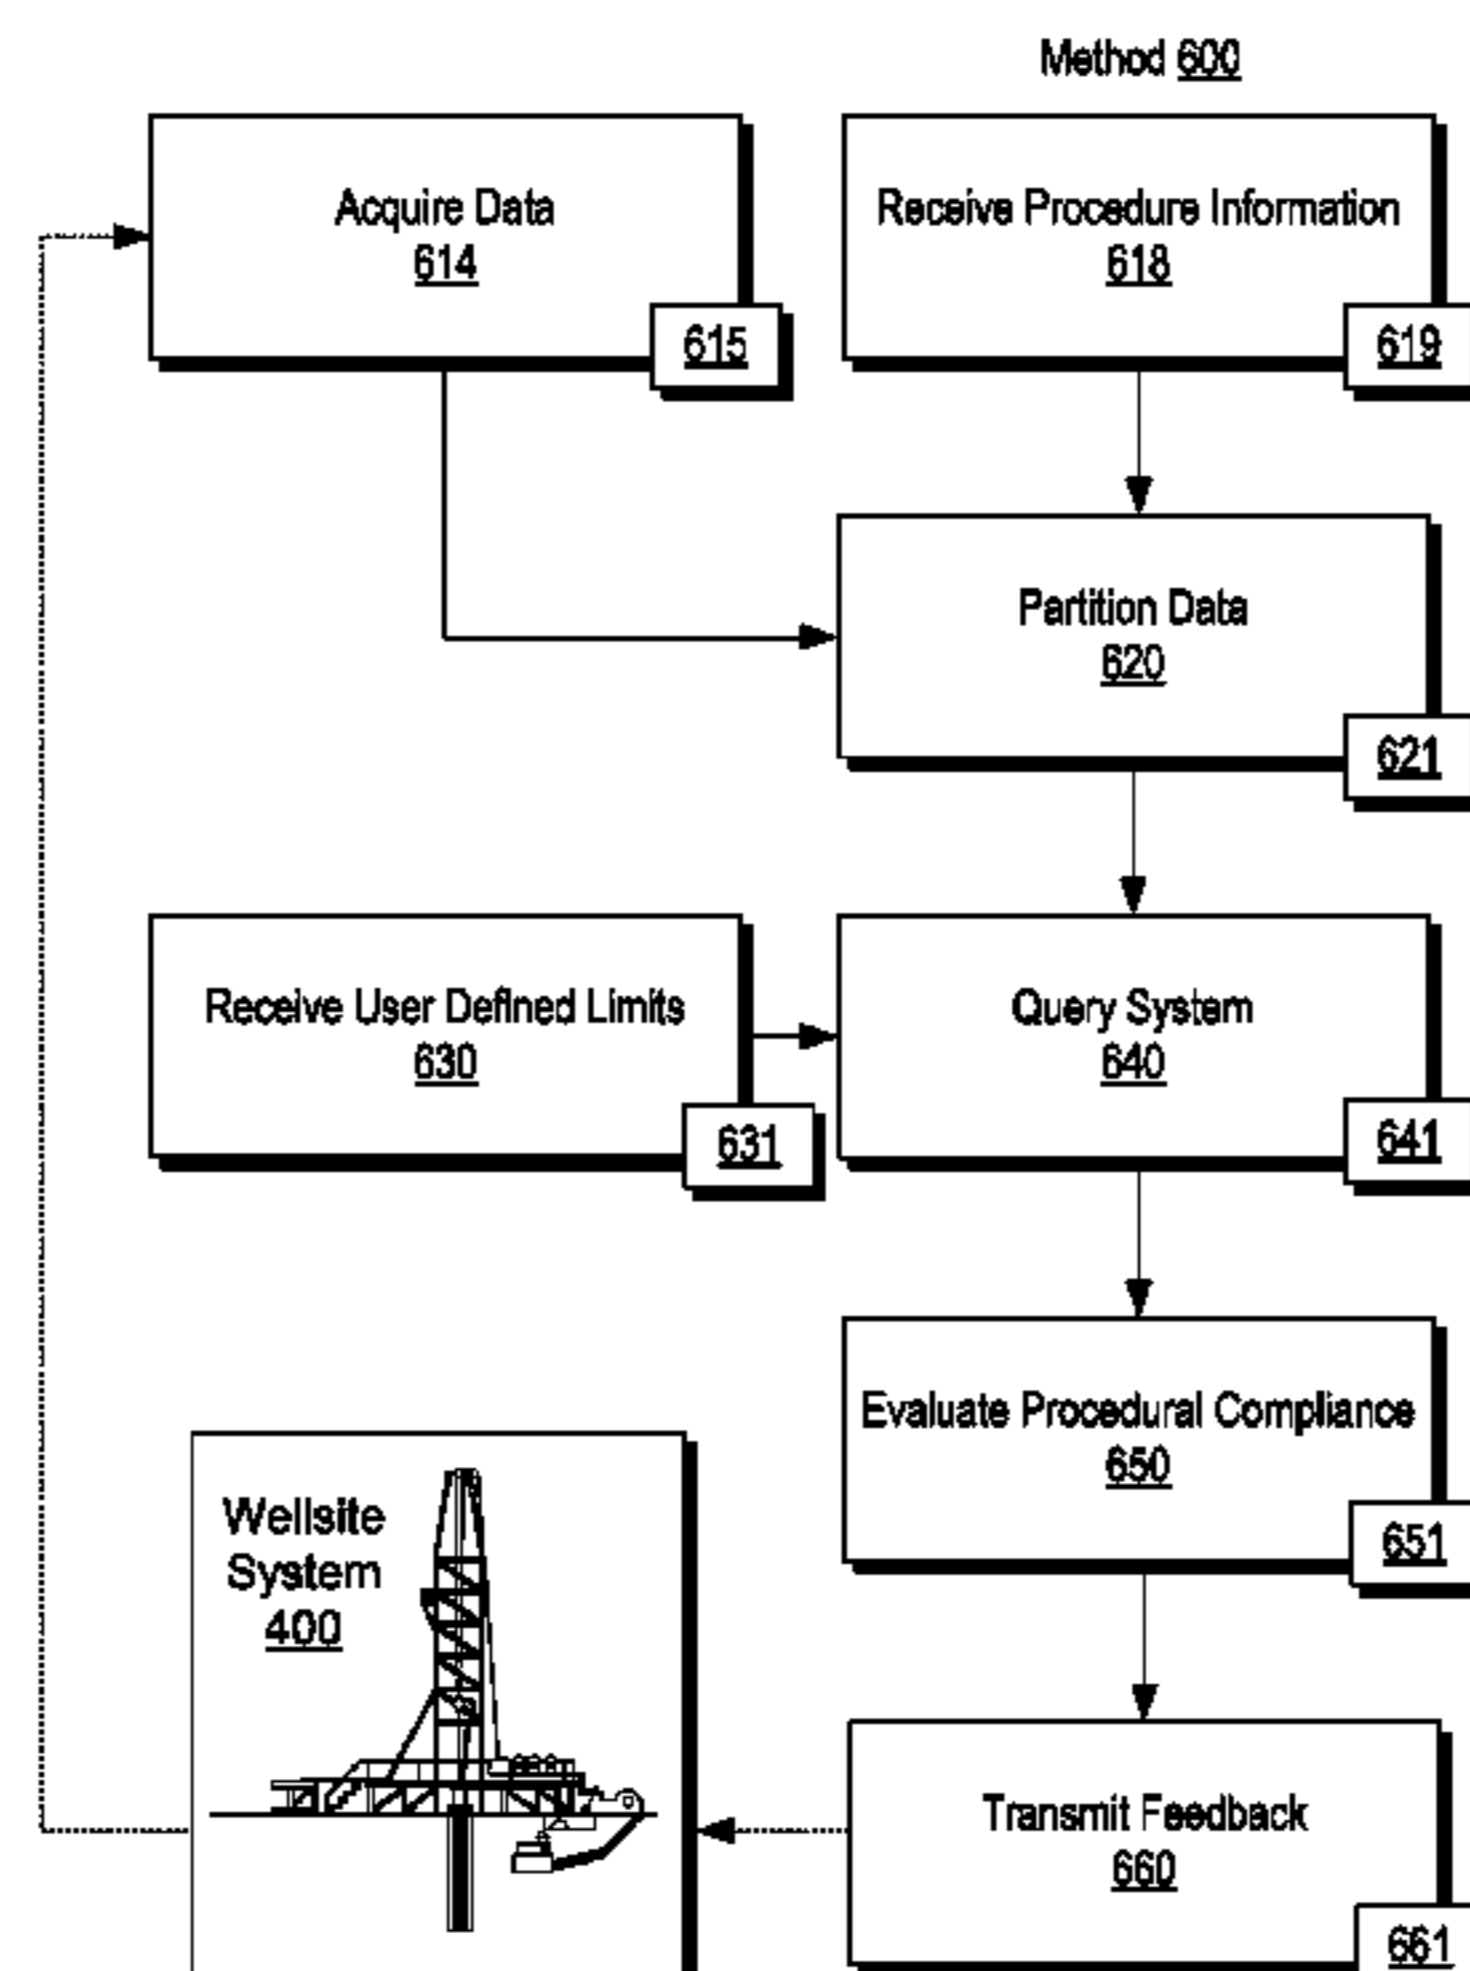 Method 600
Acquire Data
614
615
Receive Procedure Information
618
619
Partition Data
620
621
Receive User Defined Limits
630
631
Query System
640
641
Evaluate Procedural Compliance
650
651
Wellsite
System
400
Transmit Feedback
660
661